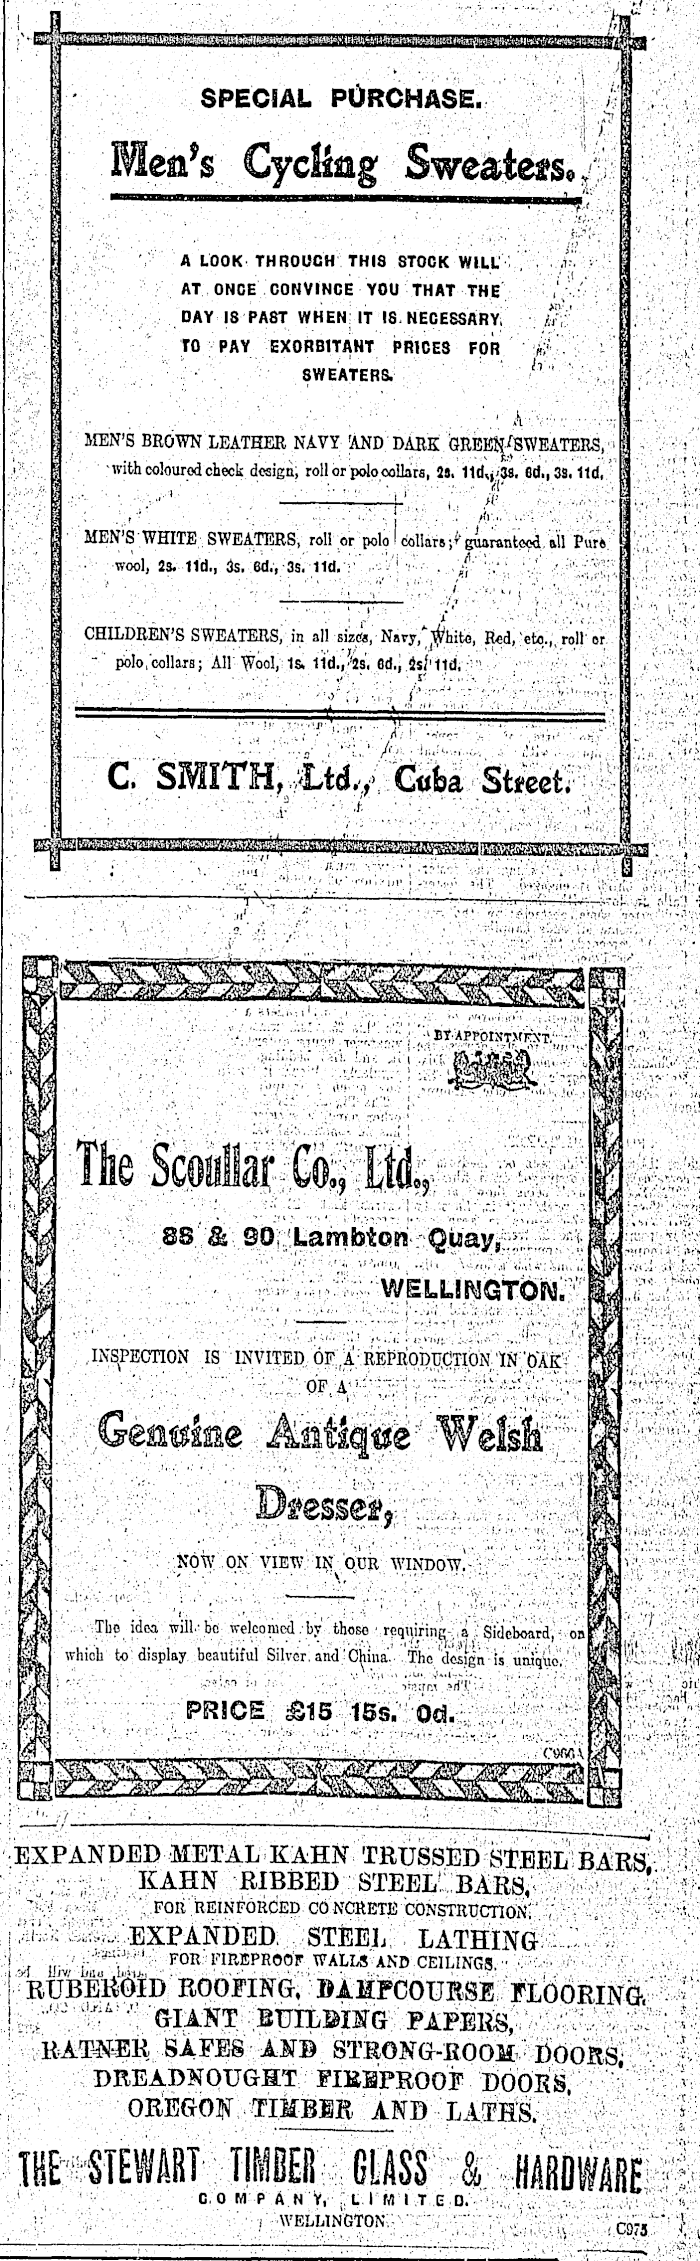 SPECIAL PURCHASE.
Men's Cycling Sweaters.
A LOOK THROUGH THIS STOCK WILL
AT ONCE CONVINCE YOU THAT THE
DAY IS PAST WHEN IT IS NECESSARY
TO PAY EXORBITANT PRICES FOR
SWEATERS.
MEN'S BROWN LEATHER NAVY AND DARK GREEN SWEATERS,
with coloured check design, roll or polo collars, 2s. 11d., 3s. 6d., 3s. 11d.
MEN'S WHITE SWEATERS, roll or polo collars; guaranteed all Pure
wool, 2s. 11d., 3s. 6d., 3s. 11d.
CHILDREN'S SWEATERS, in all sizes, Navy, White, Red, etc., roll or
polo collars; All Wool, 1s. 11d., 2s. 6d., 2s. 11d.
C. SMITH, Ltd., Cuba Street.
BY APPOINTMENT.
The Scoullar Co., Ltd.,
& 90 Lambton Quay,
WELLINGTON.
INSPECTION IS INVITED OF A REPRODUCTION IN OAK
OF A
Genuine Antique Welsh
Dresser,
NOW ON VIEW IN OUR WINDOW.
The idea will be welcomed by those requiring a Sideboard, on
which to display beautiful Silver and China. The design is unique.
PRICE £15 15s. 0d.
EXPANDED METAL KAHN TRUSSED STEEL BARS,
KAHN RIBBED STEEL BARS,
FOR REINFORCED CONCRETE CONSTRUCTION.
EXPANDED STEEL LATHING
FOR FIREPROOF WALLS AND CEILINGS.
RUBEROID ROOFING, DAMPCOURSE FLOORING,
GIANT BUILDING PAPERS,
RATNER SAFES AND STRONG-ROOM DOORS,
DREADNOUGHT FIREPROOF DOORS,
OREGON TIMBER AND LATHS.
THE STEWART TIMBER GLASS & HARDWARE
COMPANY, LIMITED.
WELLINGTON
C975